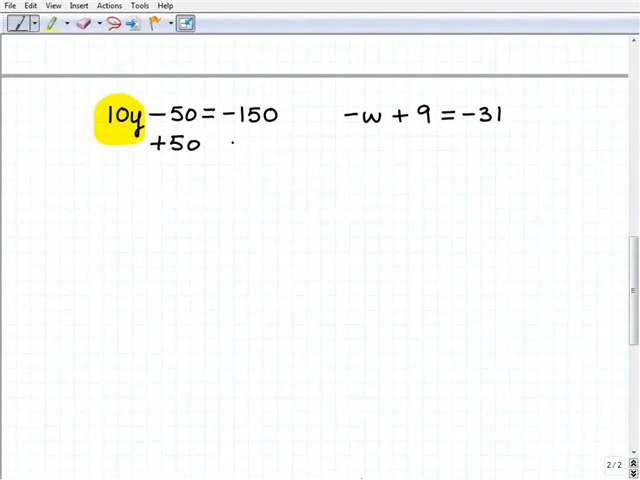 File Edit View Insert Actions Tools Help
10y − 50 = −150
+50
-w + 9 = −31
2 / 2